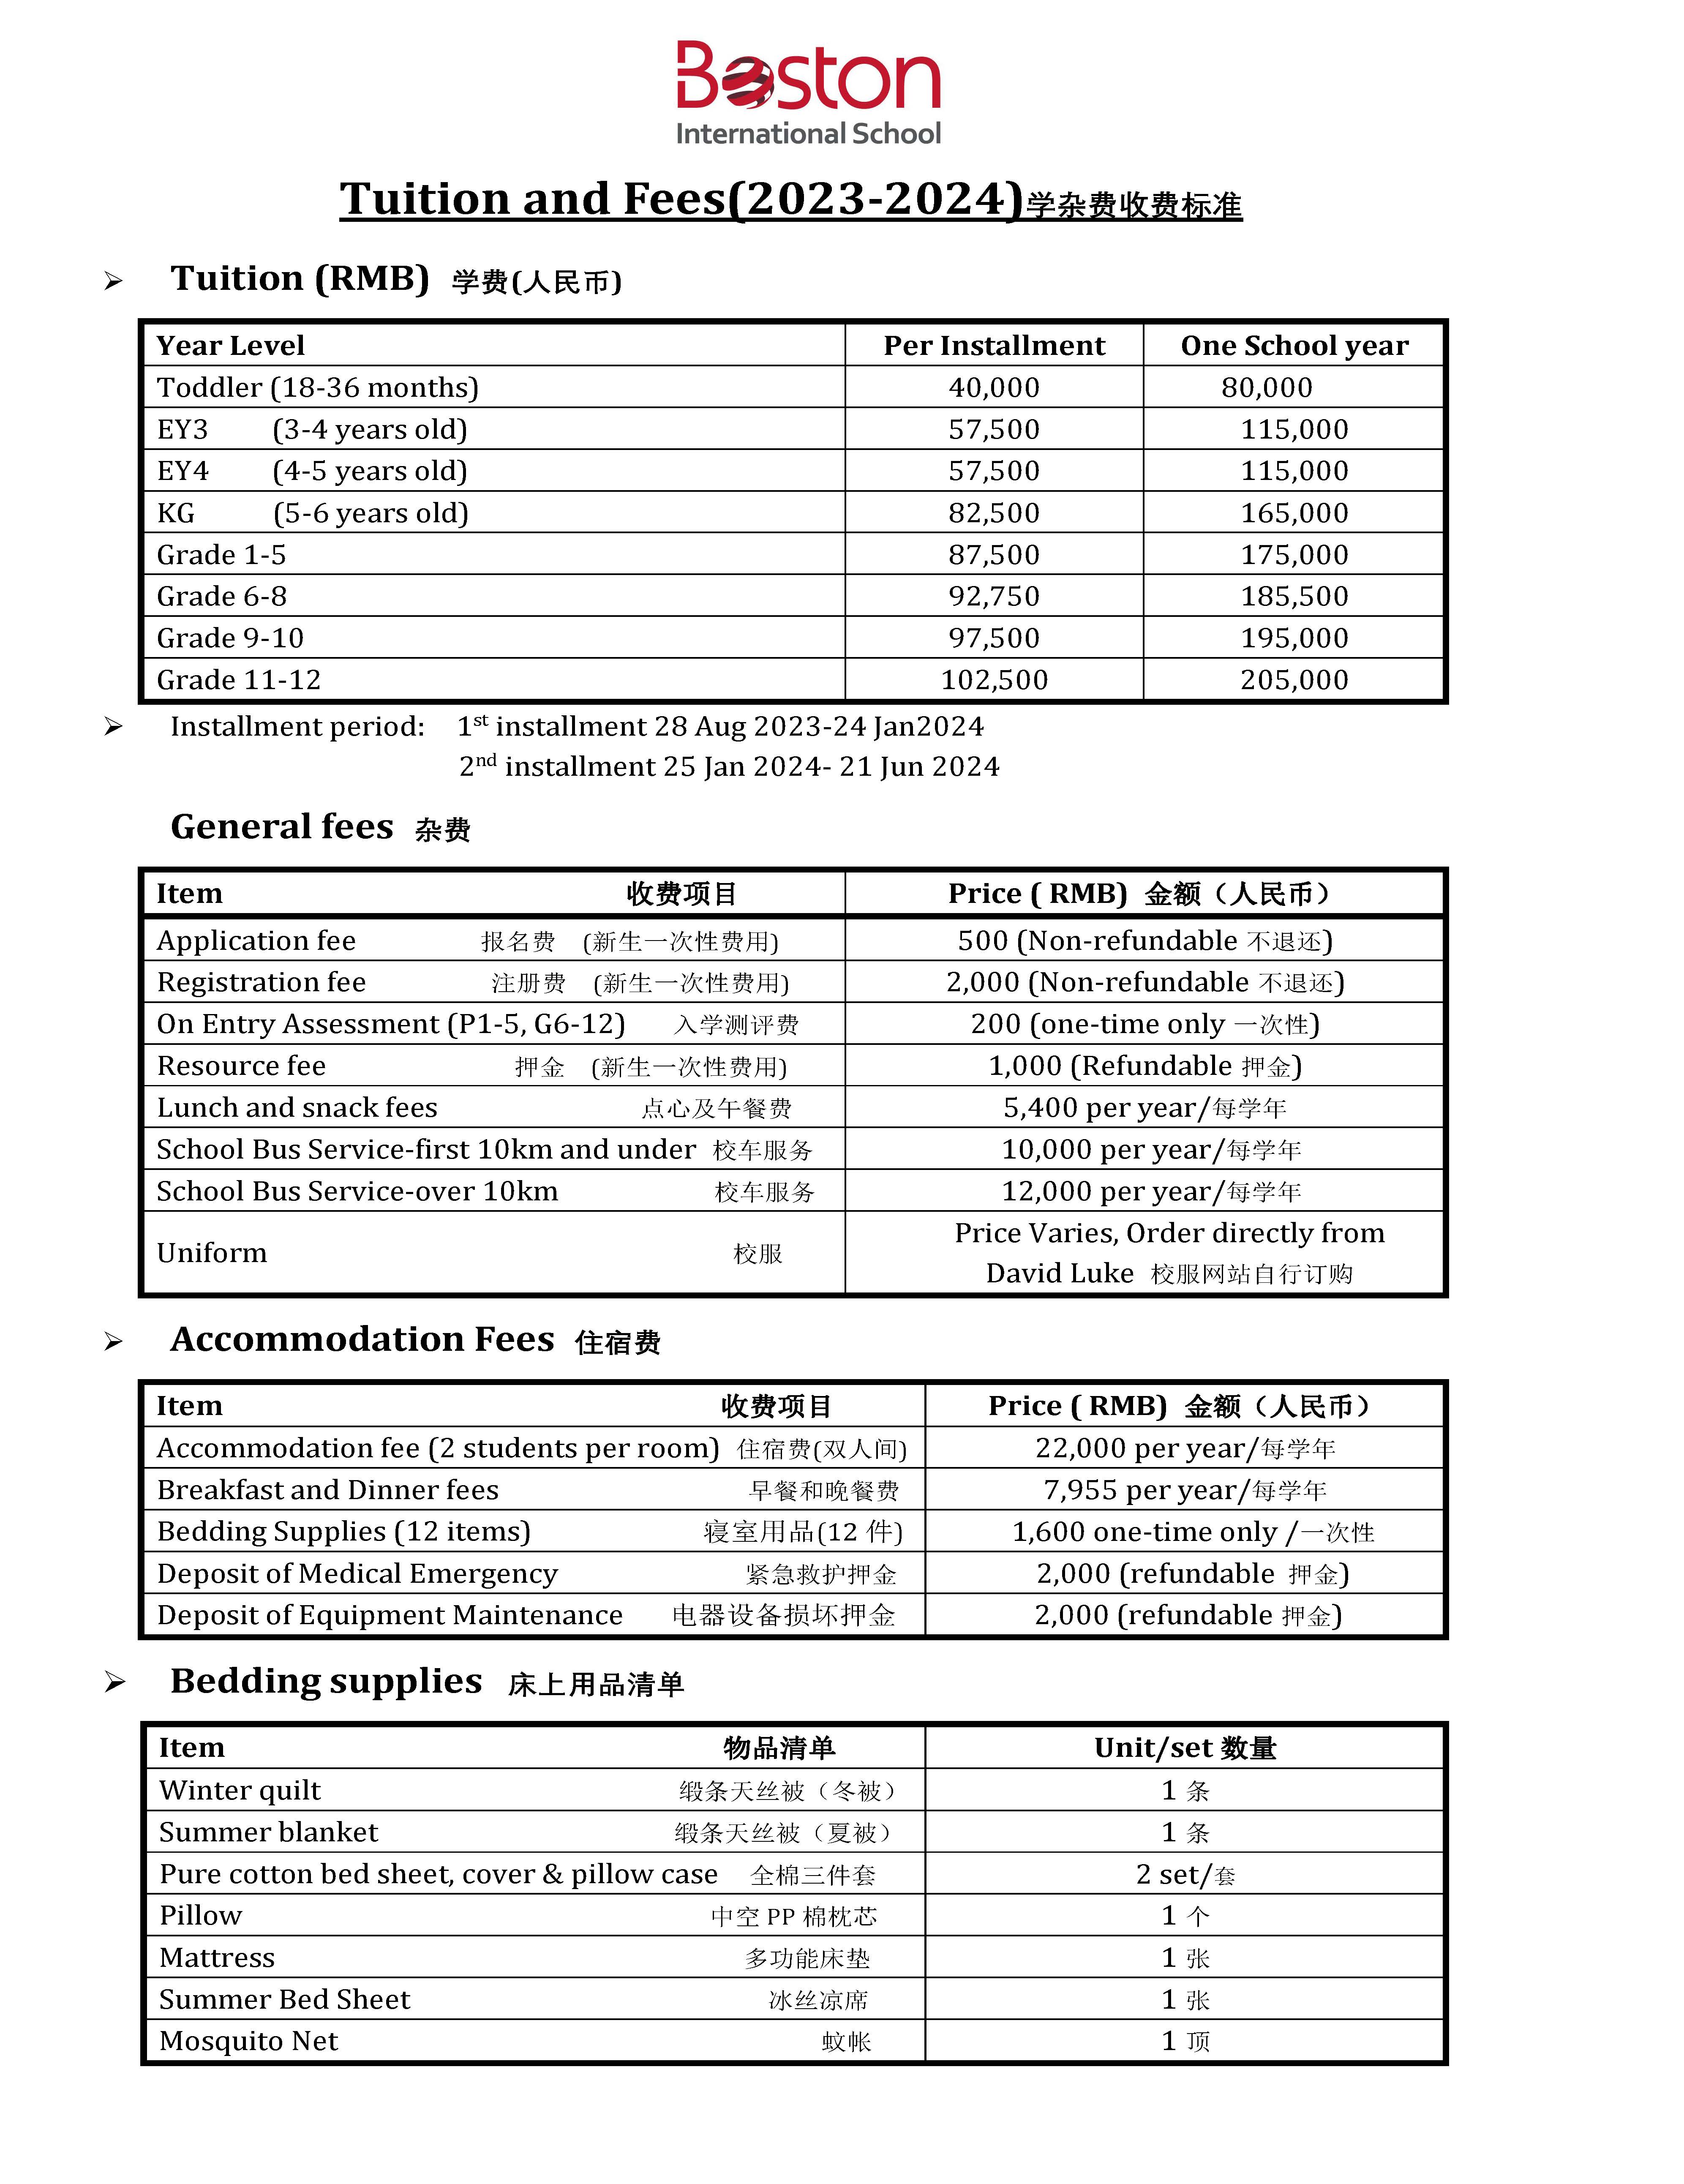 Boston
International School
Tuition and Fees(2023-2024)学杂费收费标准
➢ Tuition (RMB) 学费(人民币)
Year Level Per Installment One School year
Toddler (18-36 months) 40,000 80,000
EY3 (3-4 years old) 57,500 115,000
EY4 (4-5 years old) 57,500 115,000
KG (5-6 years old) 82,500 165,000
Grade 1-5 87,500 175,000
Grade 6-8 92,750 185,500
Grade 9-10 97,500 195,000
Grade 11-12 102,500 205,000
➢ Installment period: 1st installment 28 Aug 2023-24 Jan2024
2nd installment 25 Jan 2024- 21 Jun 2024
General fees 杂费
Item 收费项目 Price ( RMB) 金额（人民币）
Application fee 报名费 (新生一次性费用) 500 (Non-refundable 不退还)
Registration fee 注册费 (新生一次性费用) 2,000 (Non-refundable 不退还)
On Entry Assessment (P1-5, G6-12) 入学测评费 200 (one-time only 一次性)
Resource fee 押金 (新生一次性费用) 1,000 (Refundable 押金)
Lunch and snack fees 点心及午餐费 5,400 per year/每学年
School Bus Service-first 10km and under 校车服务 10,000 per year/每学年
School Bus Service-over 10km 校车服务 12,000 per year/每学年
Uniform 校服 Price Varies, Order directly from
David Luke 校服网站自行订购
➢ Accommodation Fees 住宿费
Item 收费项目 Price ( RMB) 金额（人民币）
Accommodation fee (2 students per room) 住宿费(双人间) 22,000 per year/每学年
Breakfast and Dinner fees 早餐和晚餐费 7,955 per year/每学年
Bedding Supplies (12 items) 寝室用品(12 件) 1,600 one-time only /一次性
Deposit of Medical Emergency 紧急救护押金 2,000 (refundable 押金)
Deposit of Equipment Maintenance 电器设备损坏押金 2,000 (refundable 押金)
➢ Bedding supplies 床上用品清单
Item 物品清单 Unit/set 数量
Winter quilt 缎条天丝被（冬被） 1 条
Summer blanket 缎条天丝被（夏被） 1 条
Pure cotton bed sheet, cover & pillow case 全棉三件套 2 set/套
Pillow 中空 PP 棉枕芯 1 个
Mattress 多功能床垫 1 张
Summer Bed Sheet 冰丝凉席 1 张
Mosquito Net 蚊帐 1 顶